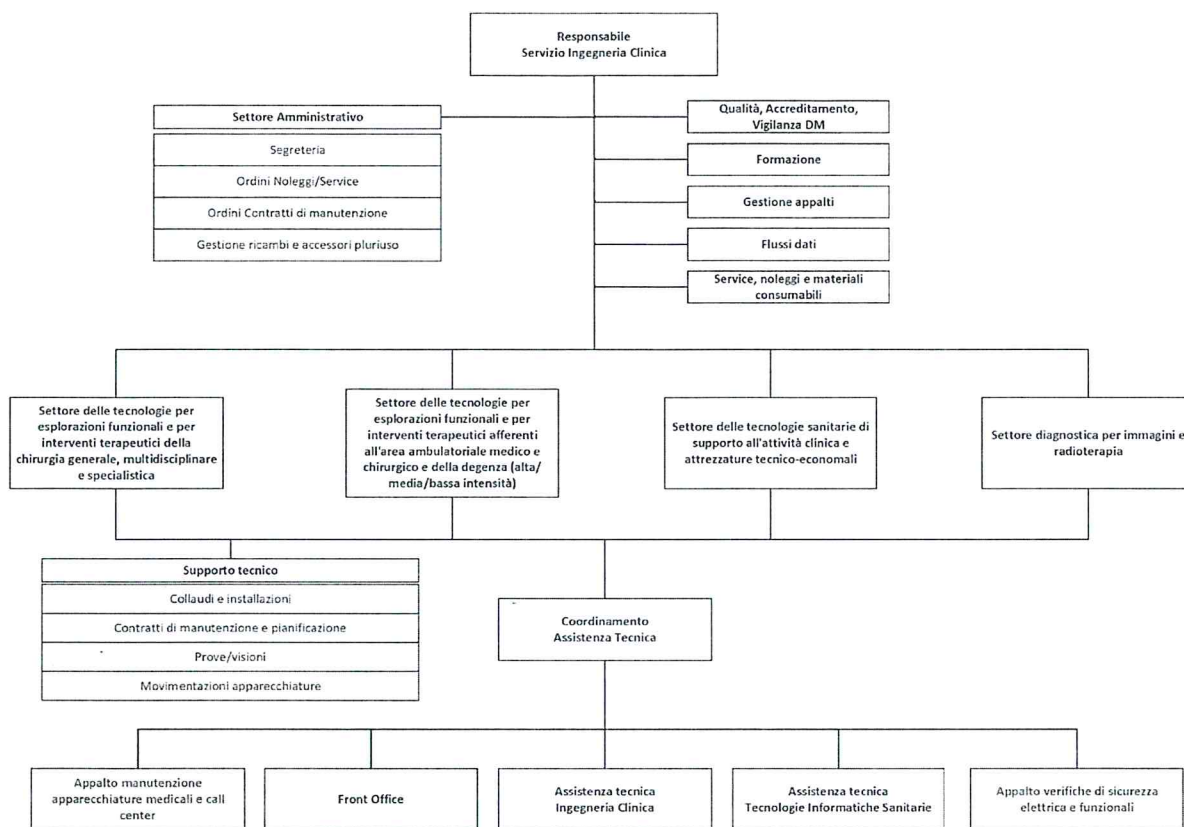 Responsabile
Servizio Ingegneria Clinica
Settore Amministrativo
Segreteria
Ordini Noleggi/Service
Ordini Contratti di manutenzione
Gestione ricambi e accessori pluriuso
Qualità, Accreditamento,
Vigilanza DM
Formazione
Gestione appalti
Flussi dati
Service, noleggi e materiali
consumabili
Settore delle tecnologie per
esplorazioni funzionali e per
interventi terapeutici della
chirurgia generale, multidisciplinare
e specialistica
Settore delle tecnologie per
esplorazioni funzionali e per
interventi terapeutici afferenti
all'area ambulatoriale medico e
chirurgico e della degenza (alta/
media/bassa intensità)
Settore delle tecnologie sanitarie di
supporto all'attività clinica e
attrezzature tecnico-economali
Settore diagnostica per immagini e
radioterapia
Supporto tecnico
Collaudi e installazioni
Contratti di manutenzione e pianificazione
Prove/visioni
Movimentazioni apparecchiature
Coordinamento
Assistenza Tecnica
Appalto manutenzione
apparecchiature medicali e call
center
Front Office
Assistenza tecnica
Ingegneria Clinica
Assistenza tecnica
Tecnologie Informatiche Sanitarie
Appalto verifiche di sicurezza
elettrica e funzionali